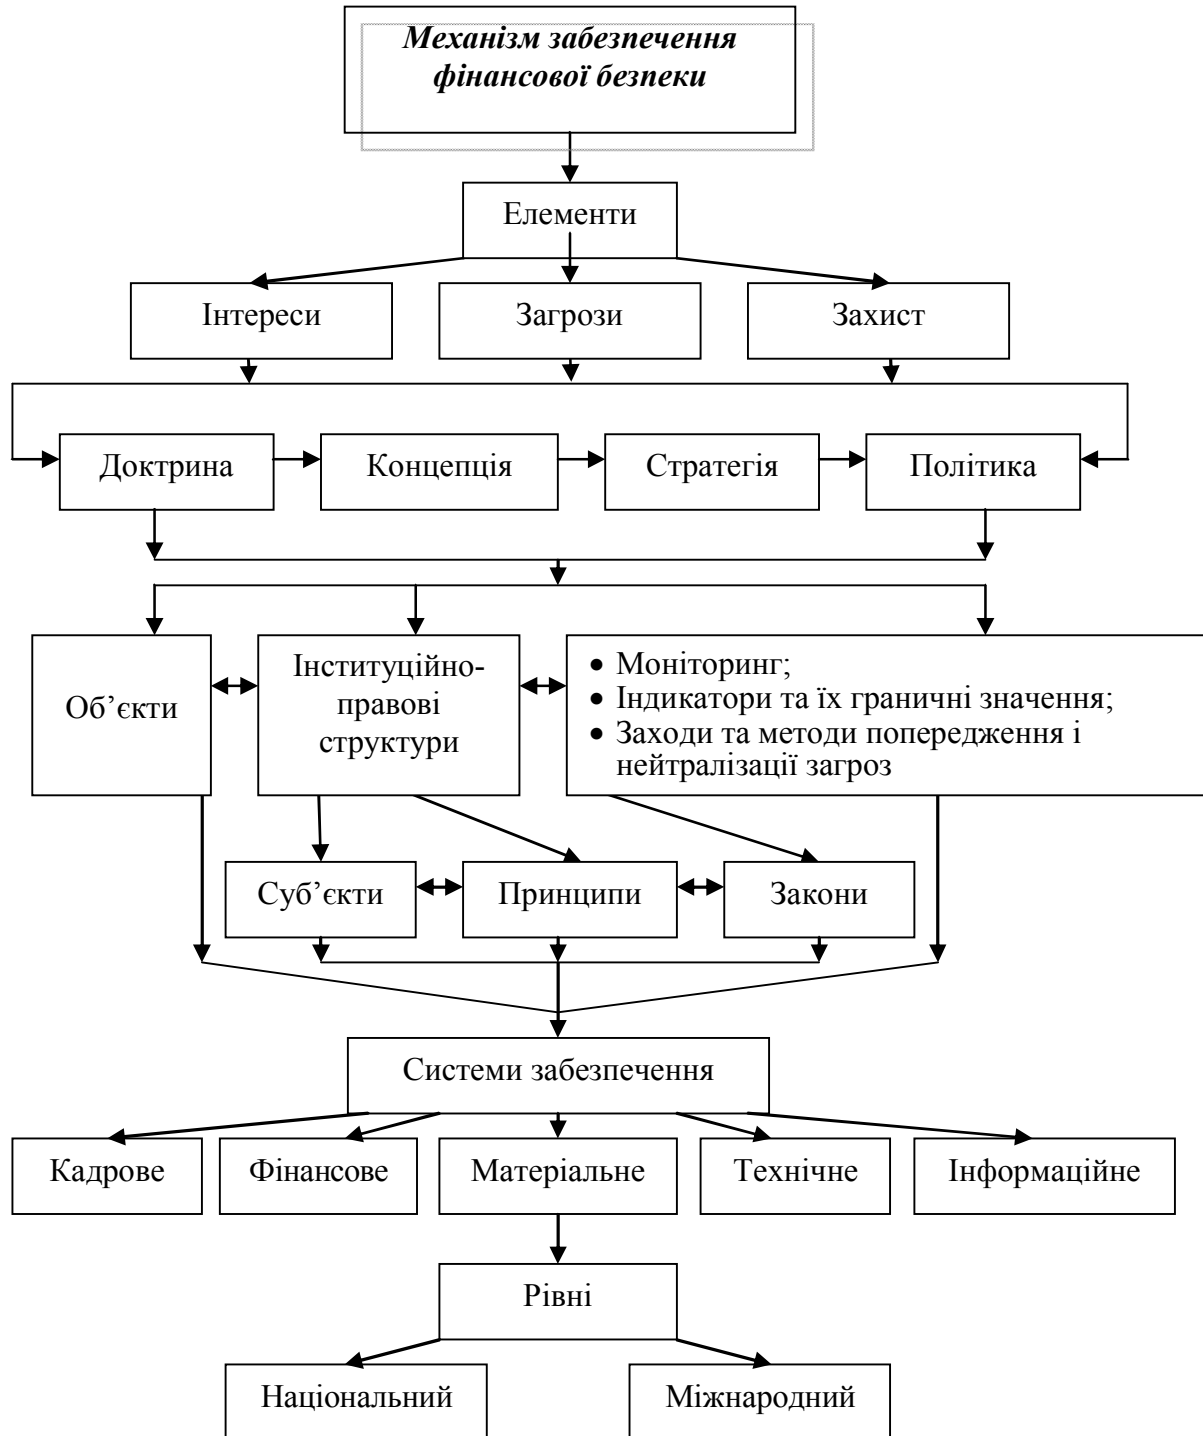 Механізм забезпечення
фінансової безпеки
Елементи
Інтереси
Загрози
Захист
Доктрина
Концепція
Стратегія
Політика
Об’єкти
Інституційно-
правові
структури
• Моніторинг;
• Індикатори та їх граничні значення;
• Заходи та методи попередження і
нейтралізації загроз
Суб’єкти
Принципи
Закони
Системи забезпечення
Кадрове
Фінансове
Матеріальне
Технічне
Інформаційне
Рівні
Національний
Міжнародний